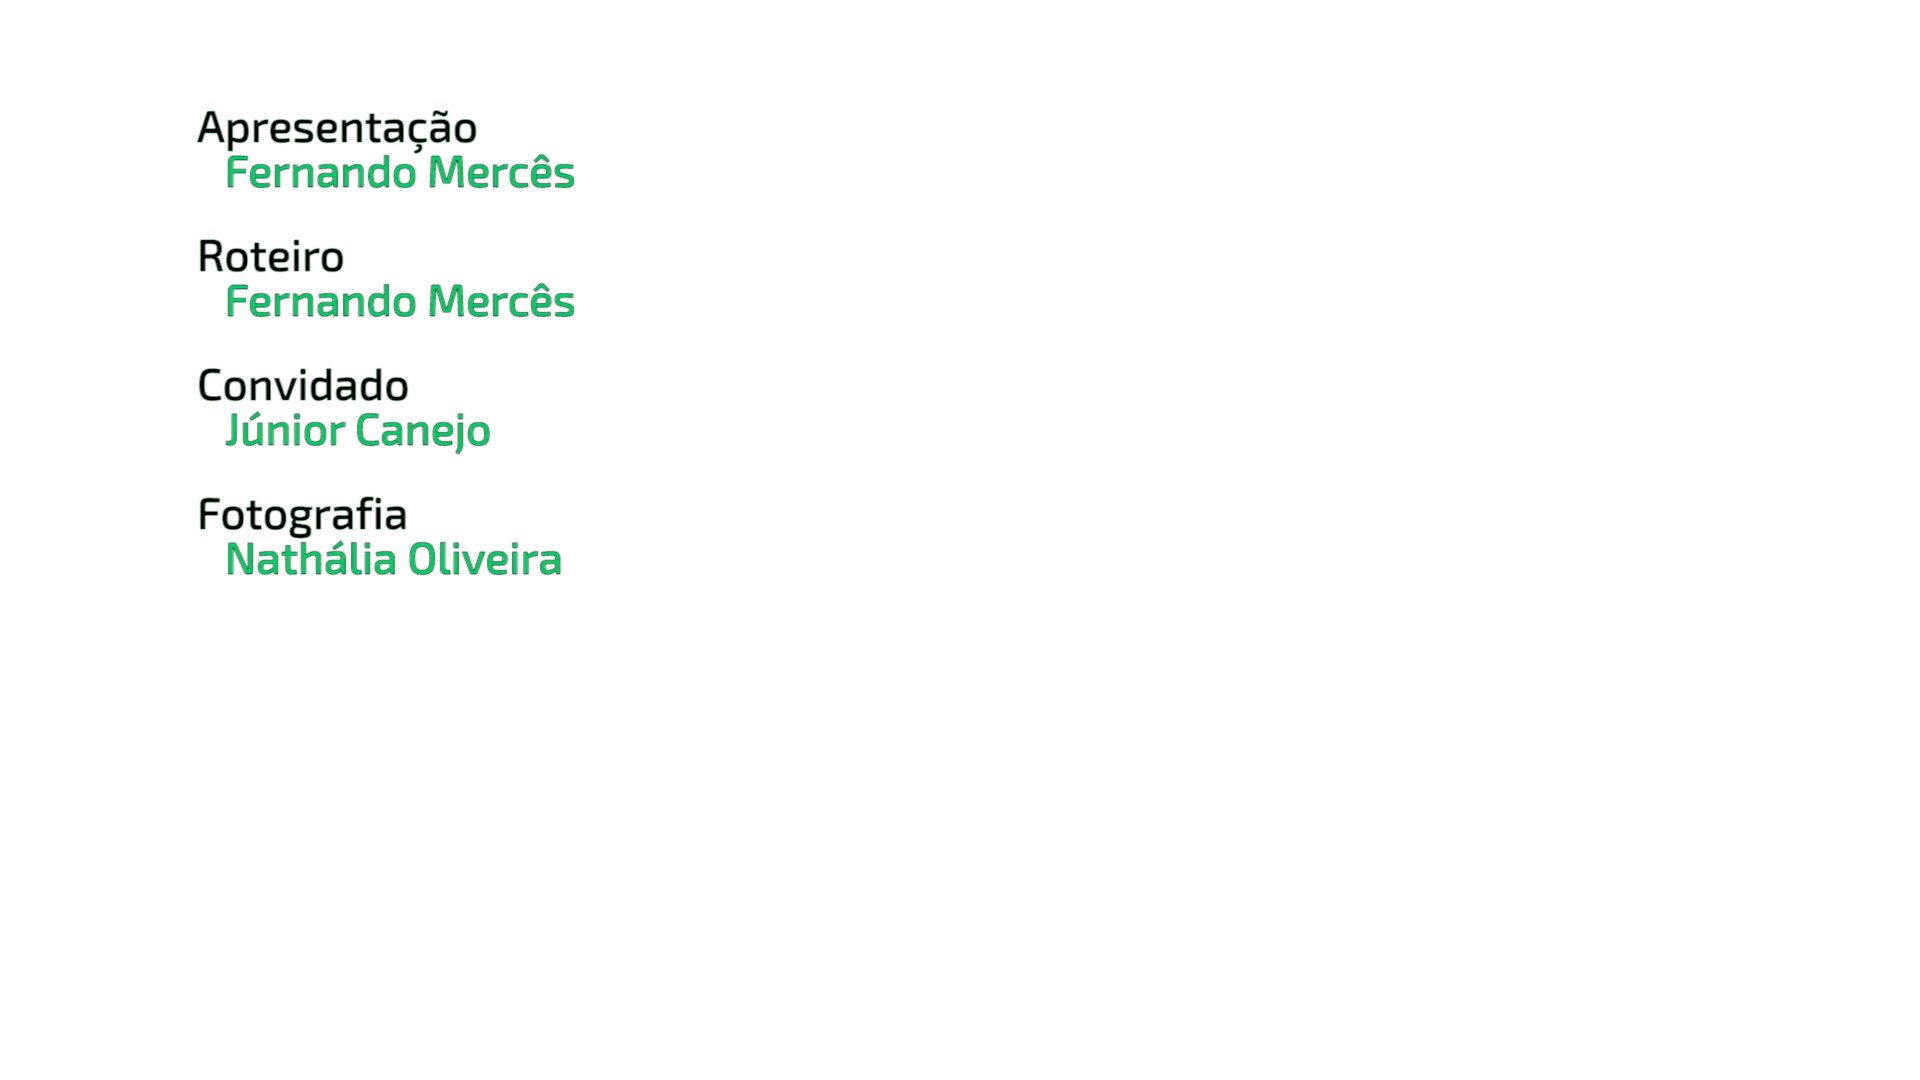 Apresentação
Fernando Mercês
Roteiro
Fernando Mercês
Convidado
Júnior Canejo
Fotografia
Nathália Oliveira